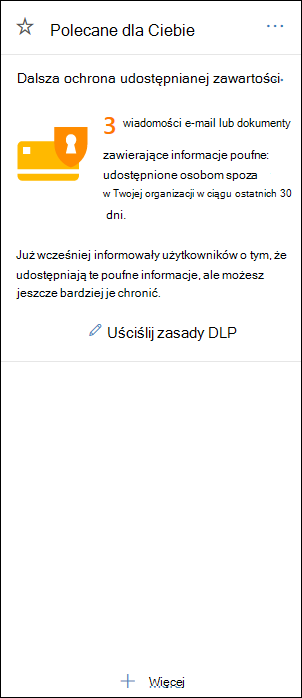 Polecane dla Ciebie
Dalsza ochrona udostępnianej zawartości
3 wiadomości e-mail lub dokumenty
zawierające informacje poufne:
udostępnione osobom spoza
w Twojej organizacji w ciągu ostatnich 30
dni.
Już wcześniej informowały użytkowników o tym, że
udostępniają te poufne informacje, ale możesz
jeszcze bardziej je chronić.
Uściślij zasady DLP
Więcej